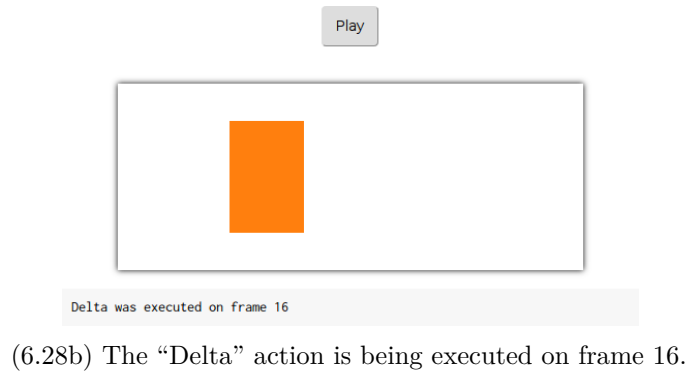 Play
Delta was executed on frame 16
(6.28b) The “Delta” action is being executed on frame 16.